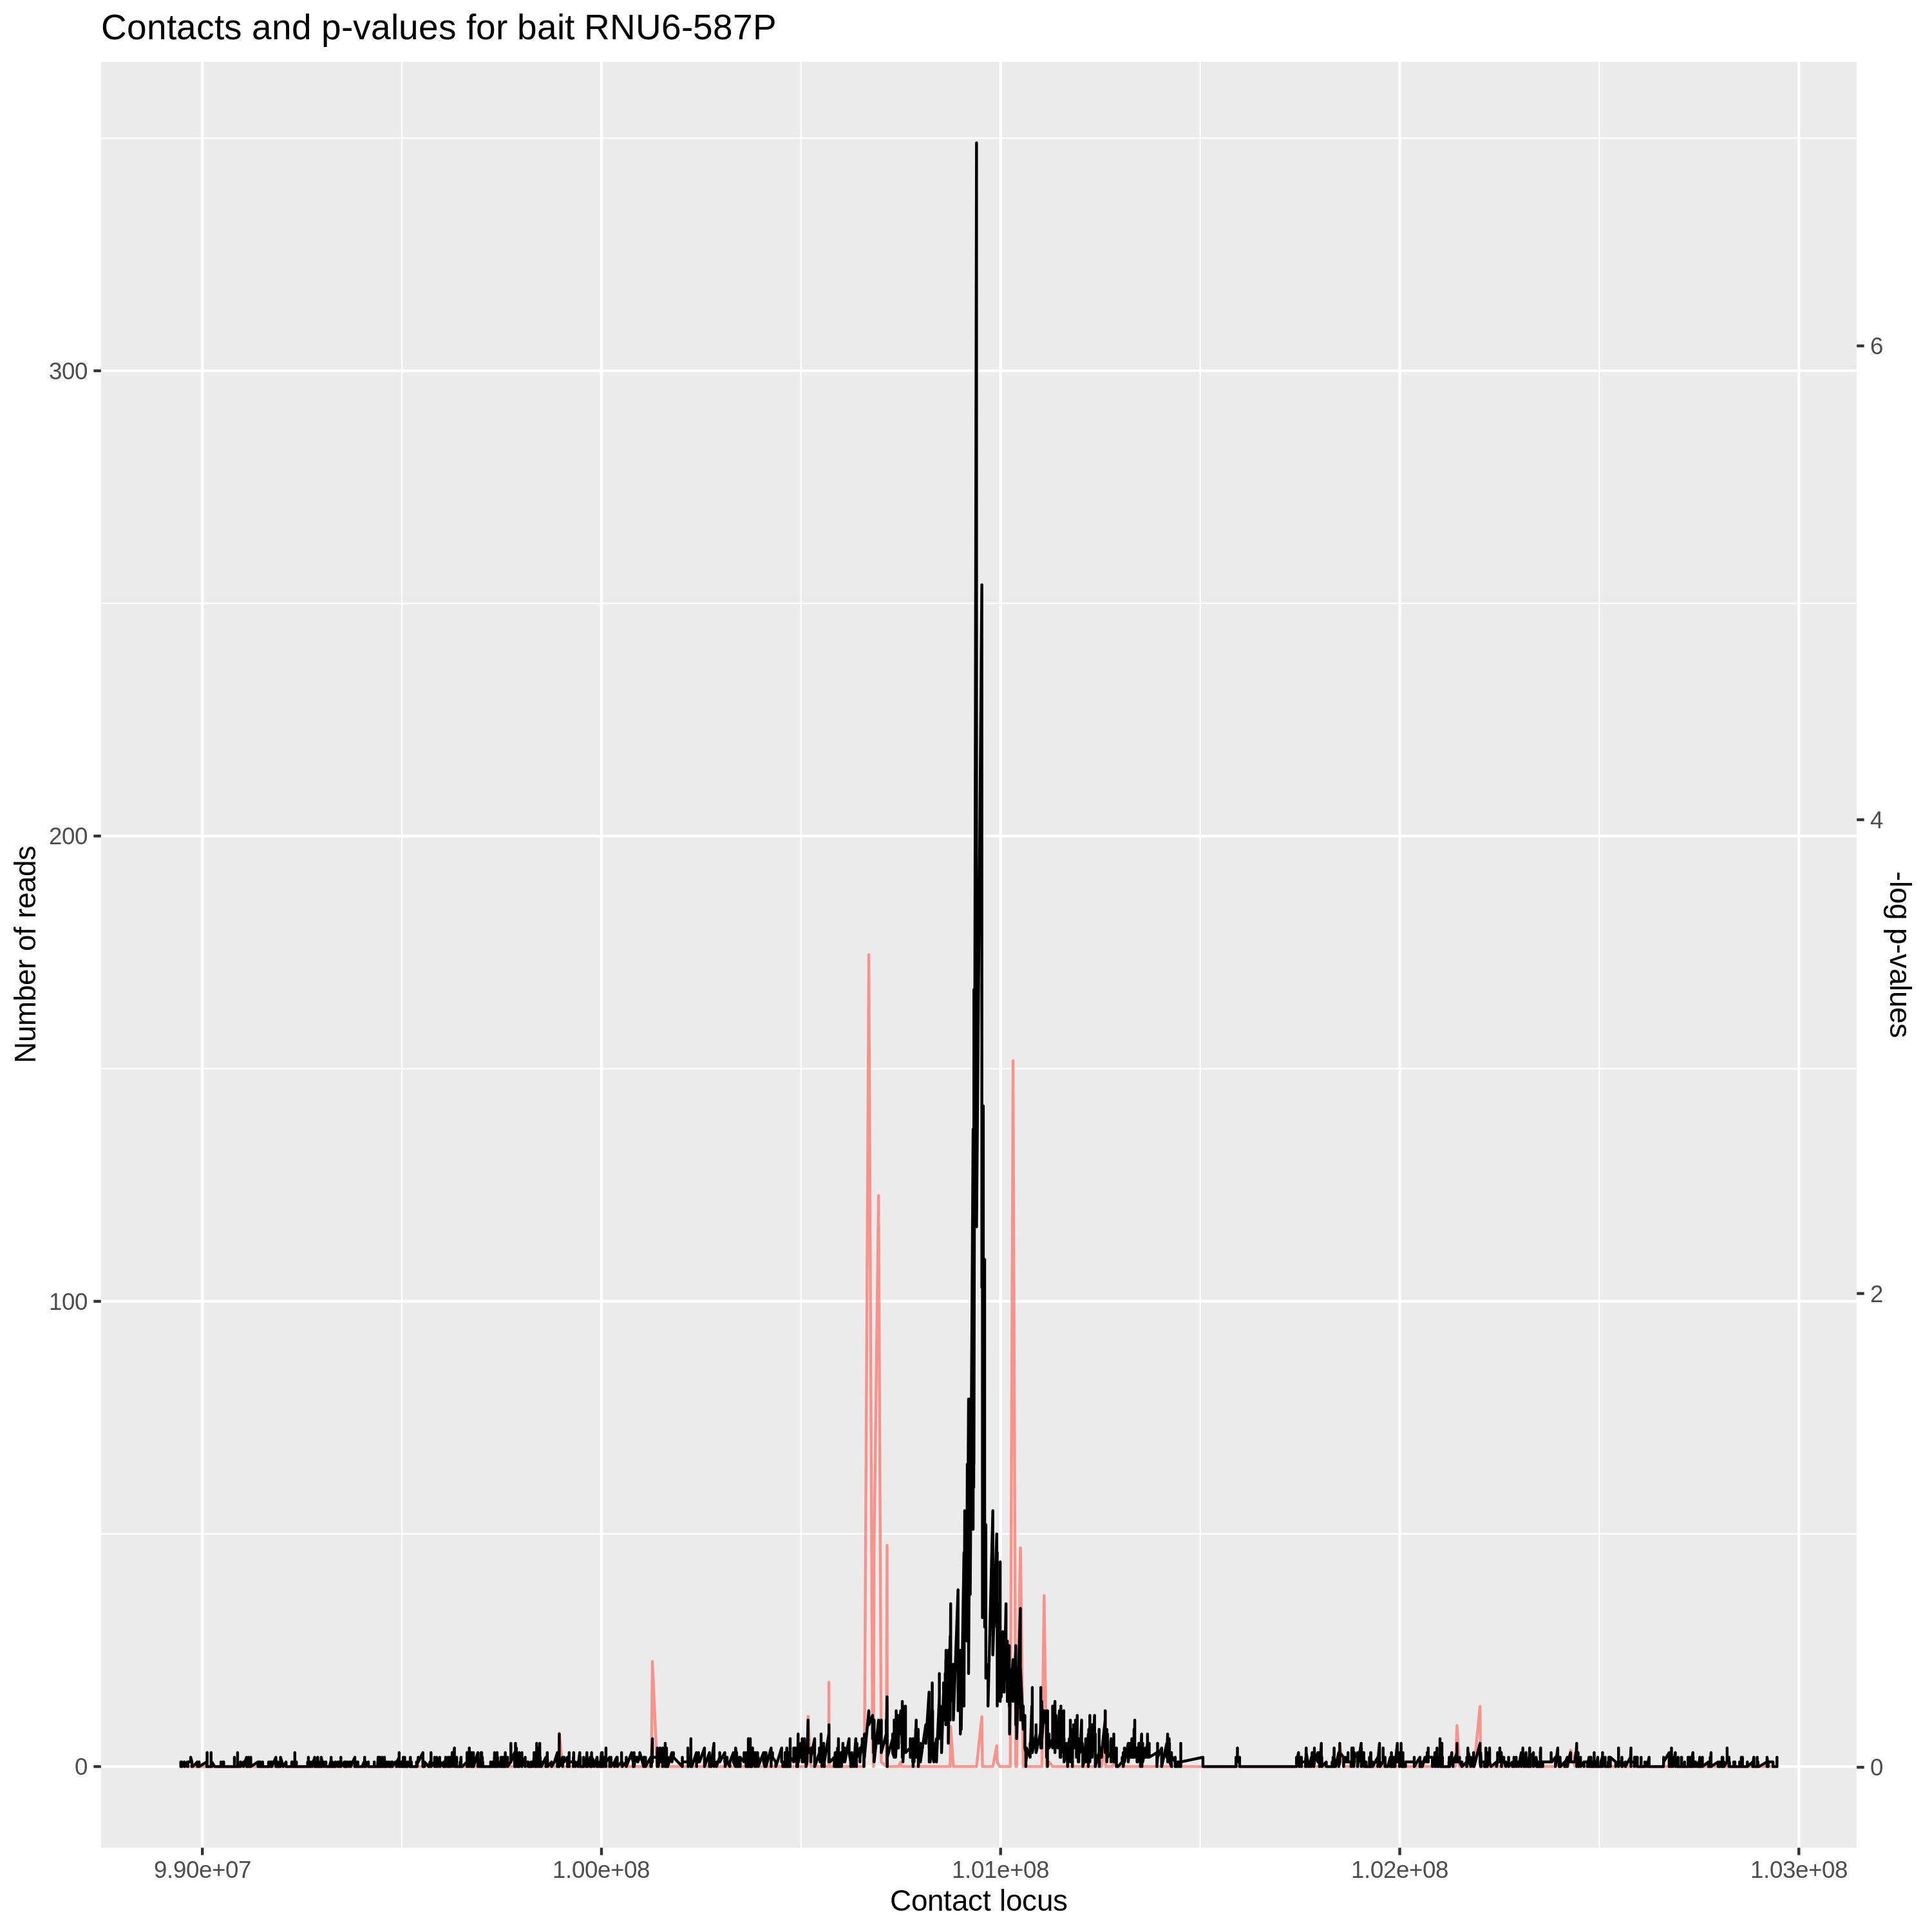 Contacts and p-values for bait RNU6-587P
Number of reads
300
200
100
0
6
4
2
0
-log p-values
9.90e+07
1.00e+08
1.01e+08
1.02e+08
1.03e+08
Contact locus